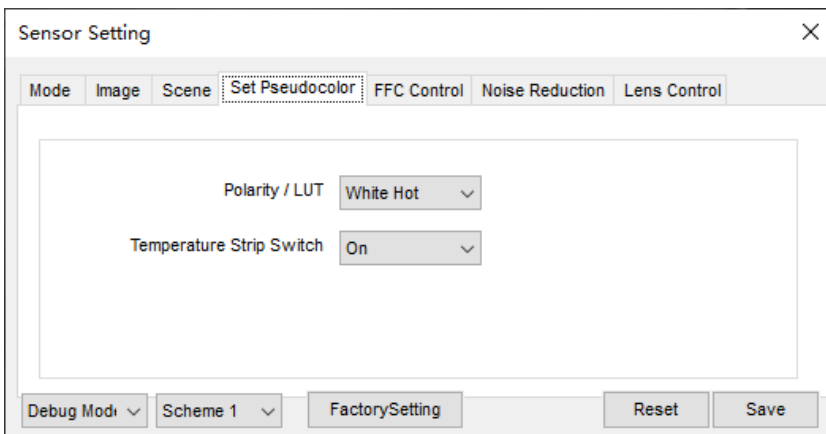 Sensor Setting
Mode Image Scene Set Pseudocolor FFC Control Noise Reduction Lens Control
Polarity / LUT White Hot
Temperature Strip Switch On
Debug Mod Scheme 1 FactorySetting Reset Save